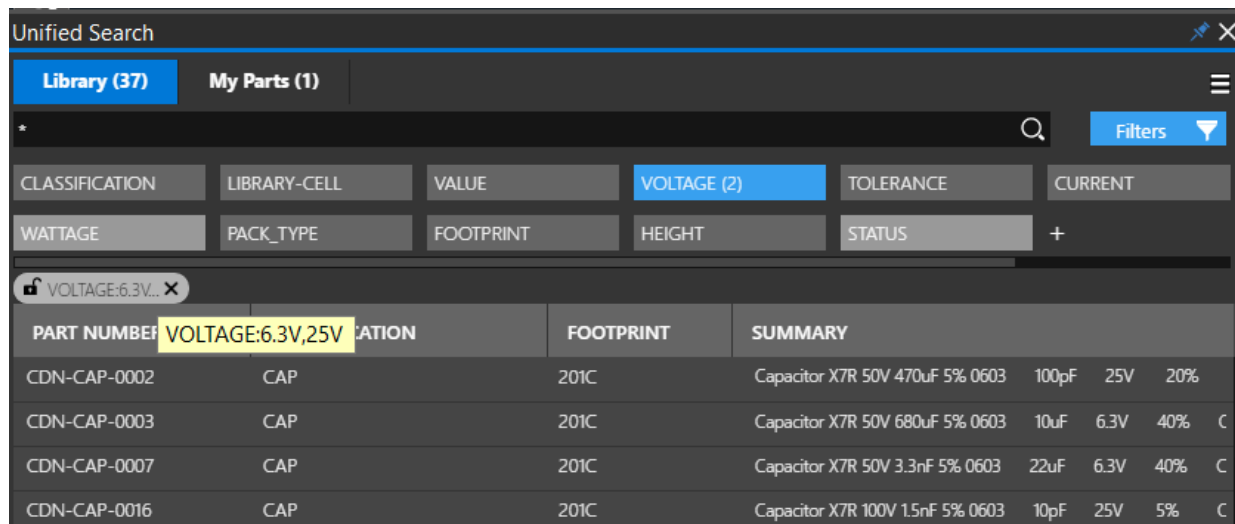 Unified Search
Library (37) My Parts (1)
* Filters
CLASSIFICATION LIBRARY-CELL VALUE VOLTAGE (2) TOLERANCE CURRENT
WATTAGE PACK_TYPE FOOTPRINT HEIGHT STATUS +
VOLTAGE:6.3V...
PART NUMBER VOLTAGE:6.3V,25V FOOTPRINT SUMMARY
CDN-CAP-0002 CAP 201C Capacitor X7R 50V 470uF 5% 0603 100pF 25V 20%
CDN-CAP-0003 CAP 201C Capacitor X7R 50V 680uF 5% 0603 10uF 6.3V 40% C
CDN-CAP-0007 CAP 201C Capacitor X7R 50V 3.3nF 5% 0603 22uF 6.3V 40% C
CDN-CAP-0016 CAP 201C Capacitor X7R 100V 1.5nF 5% 0603 10pF 25V 5% C